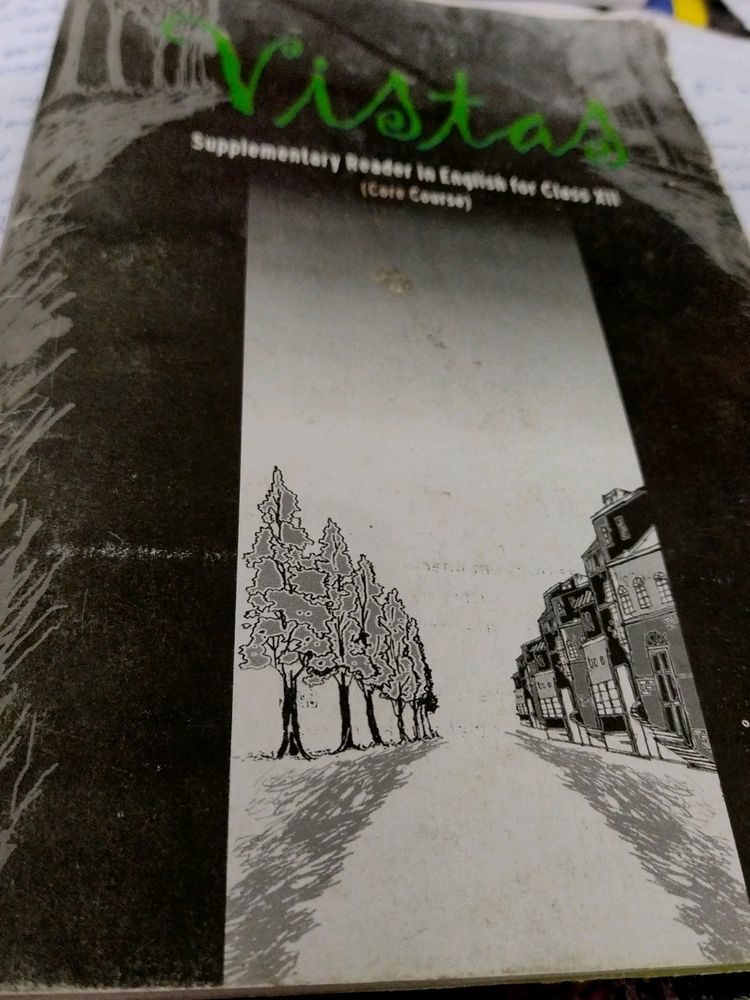 Vistas
Supplementary Reader in English for Class XII
(Core Course)